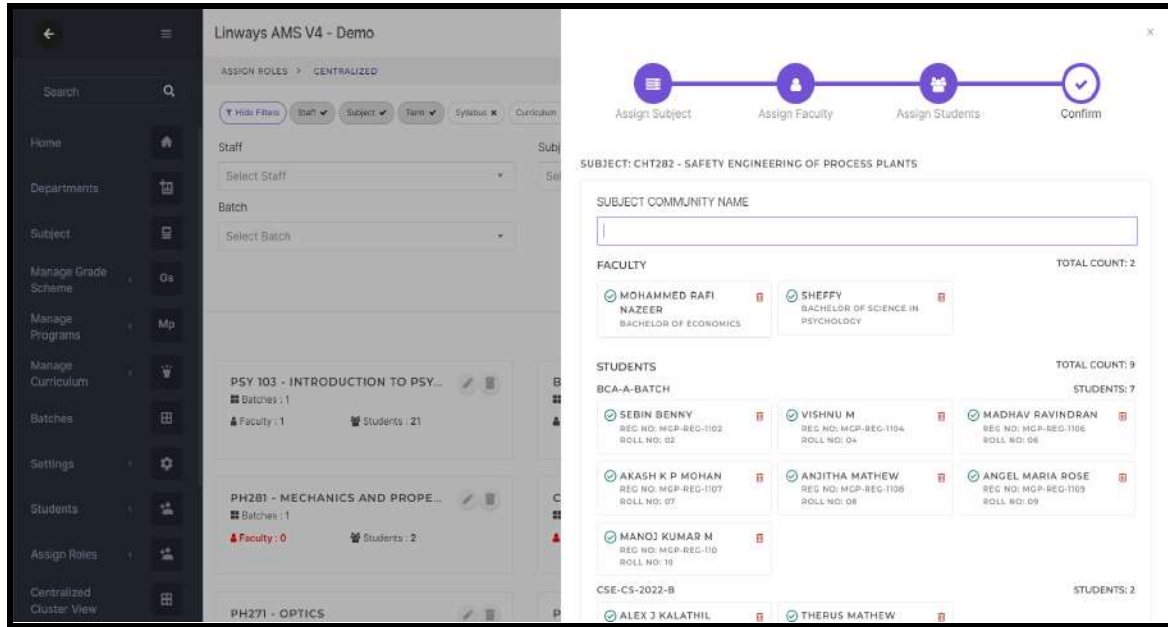 Linways AMS V4 - Demo
Search
Home
Departments
Subject
Manage Grade
Scheme
Gs
Manage
Programs
Mp
Manage
Curriculum
Batches
Settings
Students
Assign Roles
Centralized
Cluster View
ASSIGN ROLES > CENTRALIZED
Hide Filters Staff Subject Term Syllabus Curriculum
Staff
Select Staff
Batch
Select Batch
PSY 103 - INTRODUCTION TO PSY...
Batches : 1
Faculty : 1 Students : 21
PH281 - MECHANICS AND PROPE...
Batches : 1
Faculty : 0 Students : 2
PH271 - OPTICS
Assign Subject Assign Faculty Assign Students Confirm
SUBJECT: CHT282 - SAFETY ENGINEERING OF PROCESS PLANTS
SUBJECT COMMUNITY NAME
FACULTY TOTAL COUNT: 2
MOHAMMED RAFI
NAZEER
BACHELOR OF ECONOMICS
SHEFFY
BACHELOR OF SCIENCE IN
PSYCHOLOGY
STUDENTS TOTAL COUNT: 9
BCA-A-BATCH STUDENTS: 7
SEBIN BENNY
REG NO: MGP-REG-1102
ROLL NO: 02
VISHNU M
REG NO: MGP-REG-1104
ROLL NO: 04
MADHAV RAVINDRAN
REG NO: MGP-REG-1106
ROLL NO: 06
AKASH K P MOHAN
REG NO: MGP-REG-1107
ROLL NO: 07
ANJITHA MATHEW
REG NO: MGP-REG-1108
ROLL NO: 08
ANGEL MARIA ROSE
REG NO: MGP-REG-1109
ROLL NO: 09
MANOJ KUMAR M
REG NO: MGP-REG-110
ROLL NO: 10
CSE-CS-2022-B STUDENTS: 2
ALEX J KALATHIL
THERUS MATHEW